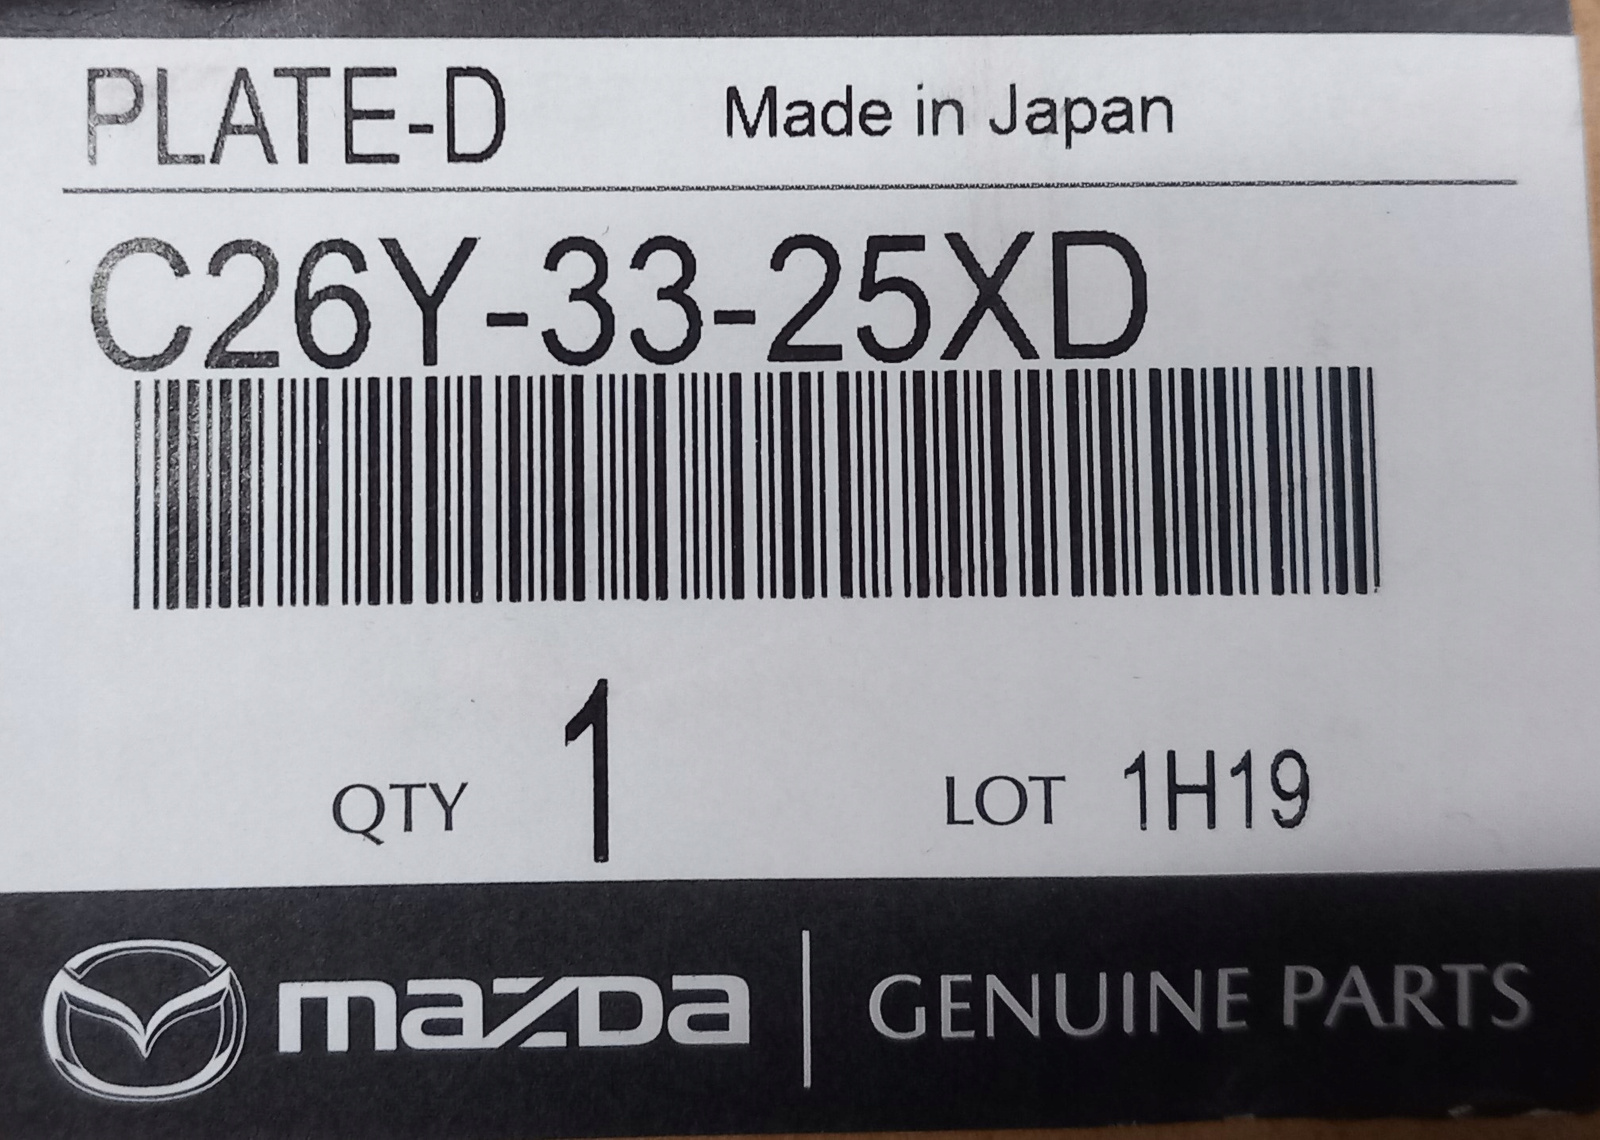 PLATE-D Made in Japan
C26Y-33-25XD
QTY 1 LOT 1H19
mazda GENUINE PARTS